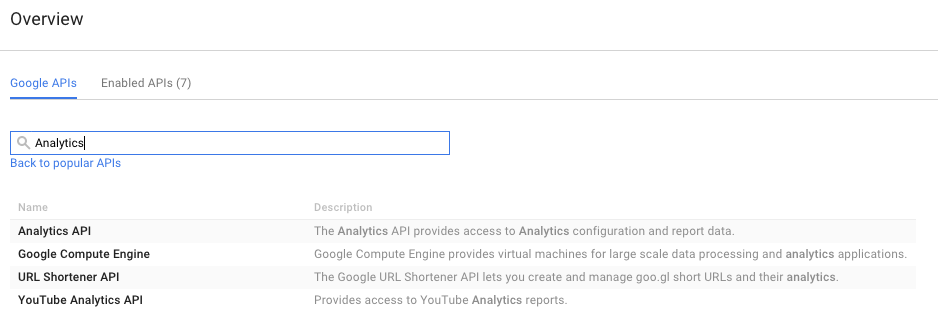 Overview
Google APIs Enabled APIs (7)
Analytics
Back to popular APIs
Name Description
Analytics API The Analytics API provides access to Analytics configuration and report data.
Google Compute Engine Google Compute Engine provides virtual machines for large scale data processing and analytics applications.
URL Shortener API The Google URL Shortener API lets you create and manage goo.gl short URLs and their analytics.
YouTube Analytics API Provides access to YouTube Analytics reports.